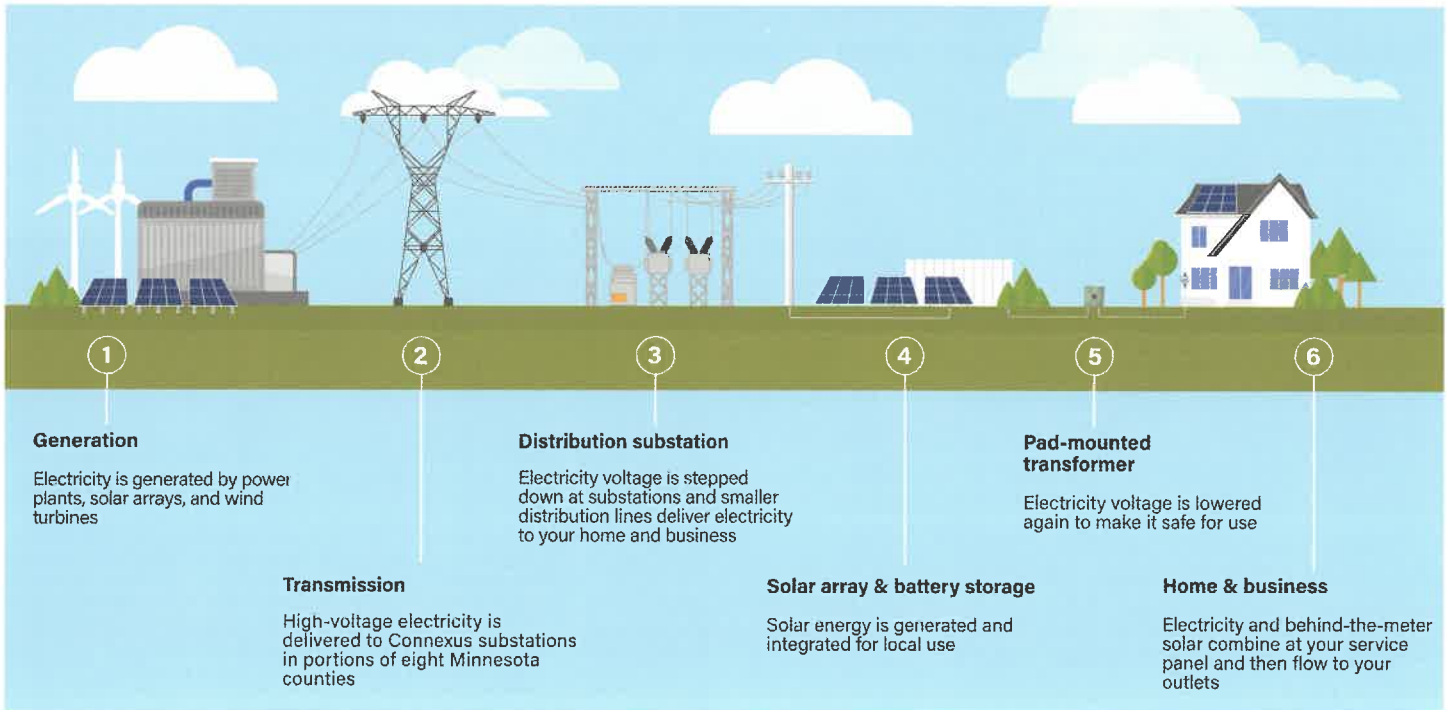 1
2
3
4
5
6
Generation
Electricity is generated by power
plants, solar arrays, and wind
turbines
Transmission
High-voltage electricity is
delivered to Connexus substations
in portions of eight Minnesota
counties
Distribution substation
Electricity voltage is stepped
down at substations and smaller
distribution lines deliver electricity
to your home and business
Solar array & battery storage
Solar energy is generated and
integrated for local use
Pad-mounted
transformer
Electricity voltage is lowered
again to make it safe for use
Home & business
Electricity and behind-the-meter
solar combine at your service
panel and then flow to your
outlets